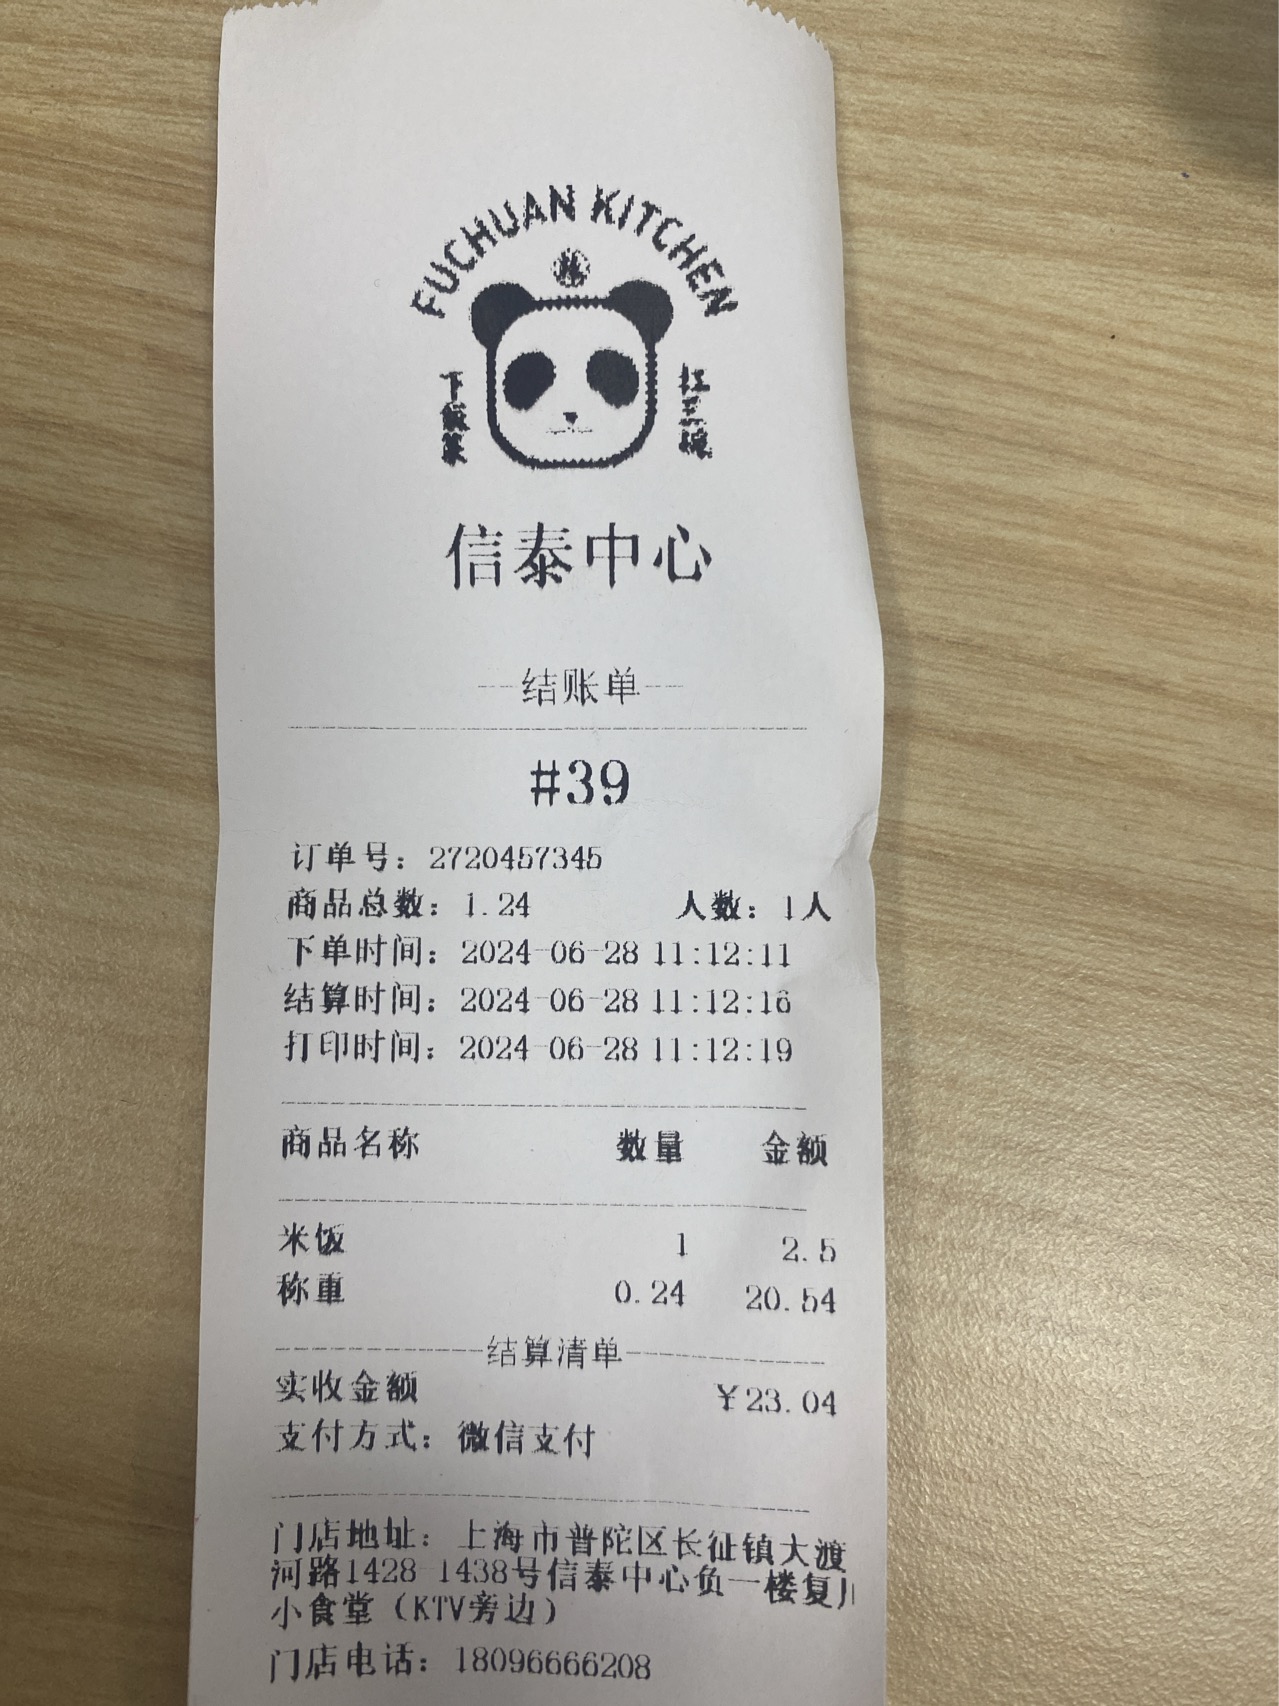 FUCHUAN KITCHEN
下飯菜
扛三碗
信泰中心
结账单
#39
订单号：2720457345
商品总数：1.24 人数：1人
下单时间：2024-06-28 11:12:11
结算时间：2024-06-28 11:12:16
打印时间：2024-06-28 11:12:19
商品名称 数量 金额
米饭 1 2.5
称重 0.24 20.54
结算清单
实收金额 ¥23.04
支付方式：微信支付
门店地址：上海市普陀区长征镇大渡
河路1428-1438号信泰中心负一楼复川
小食堂（KTV旁边）
门店电话：18096666208